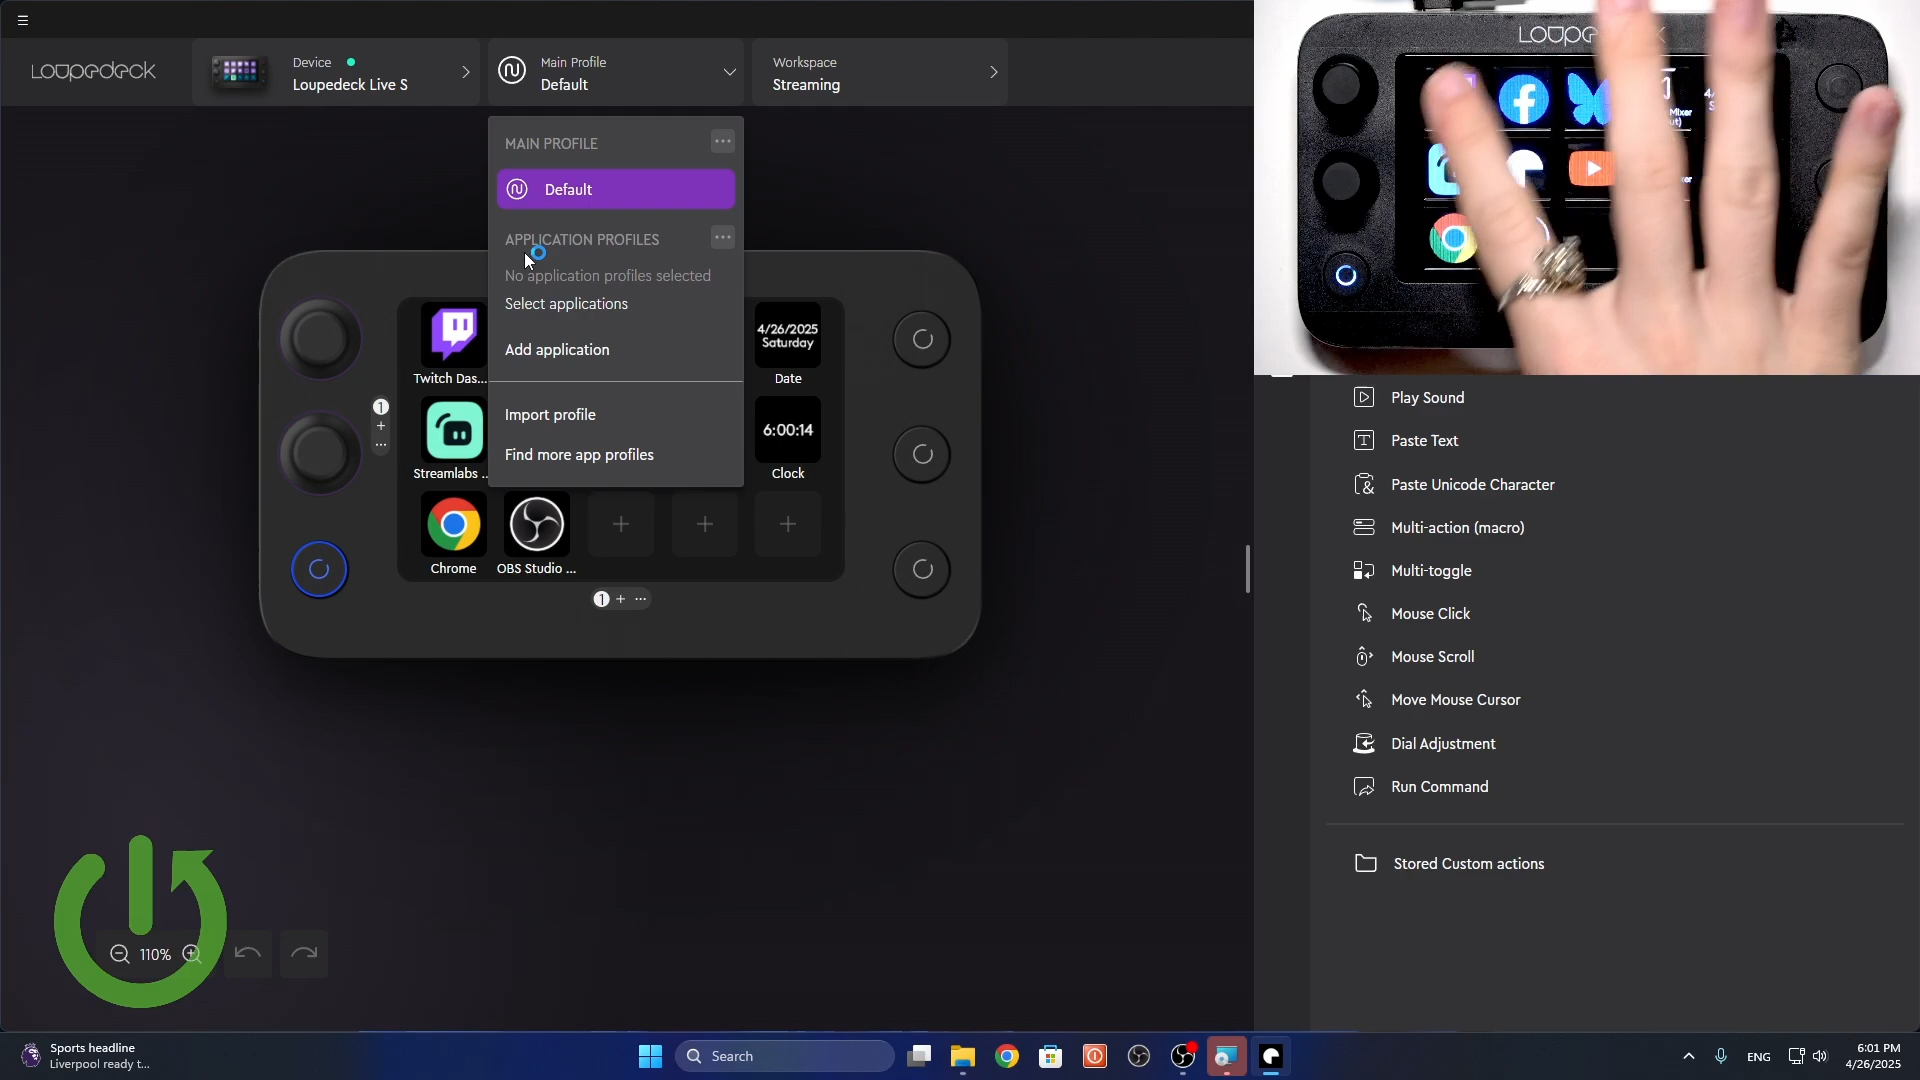 Loupedeck
Device
Loupedeck Live S
Main Profile
Default
Workspace
Streaming
MAIN PROFILE
Default
APPLICATION PROFILES
No application profiles selected
Select applications
Add application
Import profile
Find more app profiles
Twitch Das...
4/26/2025
Saturday
Date
1
Streamlabs ..
6:00:14
Clock
Chrome
OBS Studio ...
1
110%
Mixer
Play Sound
Paste Text
Paste Unicode Character
Multi-action (macro)
Multi-toggle
Mouse Click
Mouse Scroll
Move Mouse Cursor
Dial Adjustment
Run Command
Stored Custom actions
Sports headline
Liverpool ready t...
Search
ENG
6:01 PM
4/26/2025